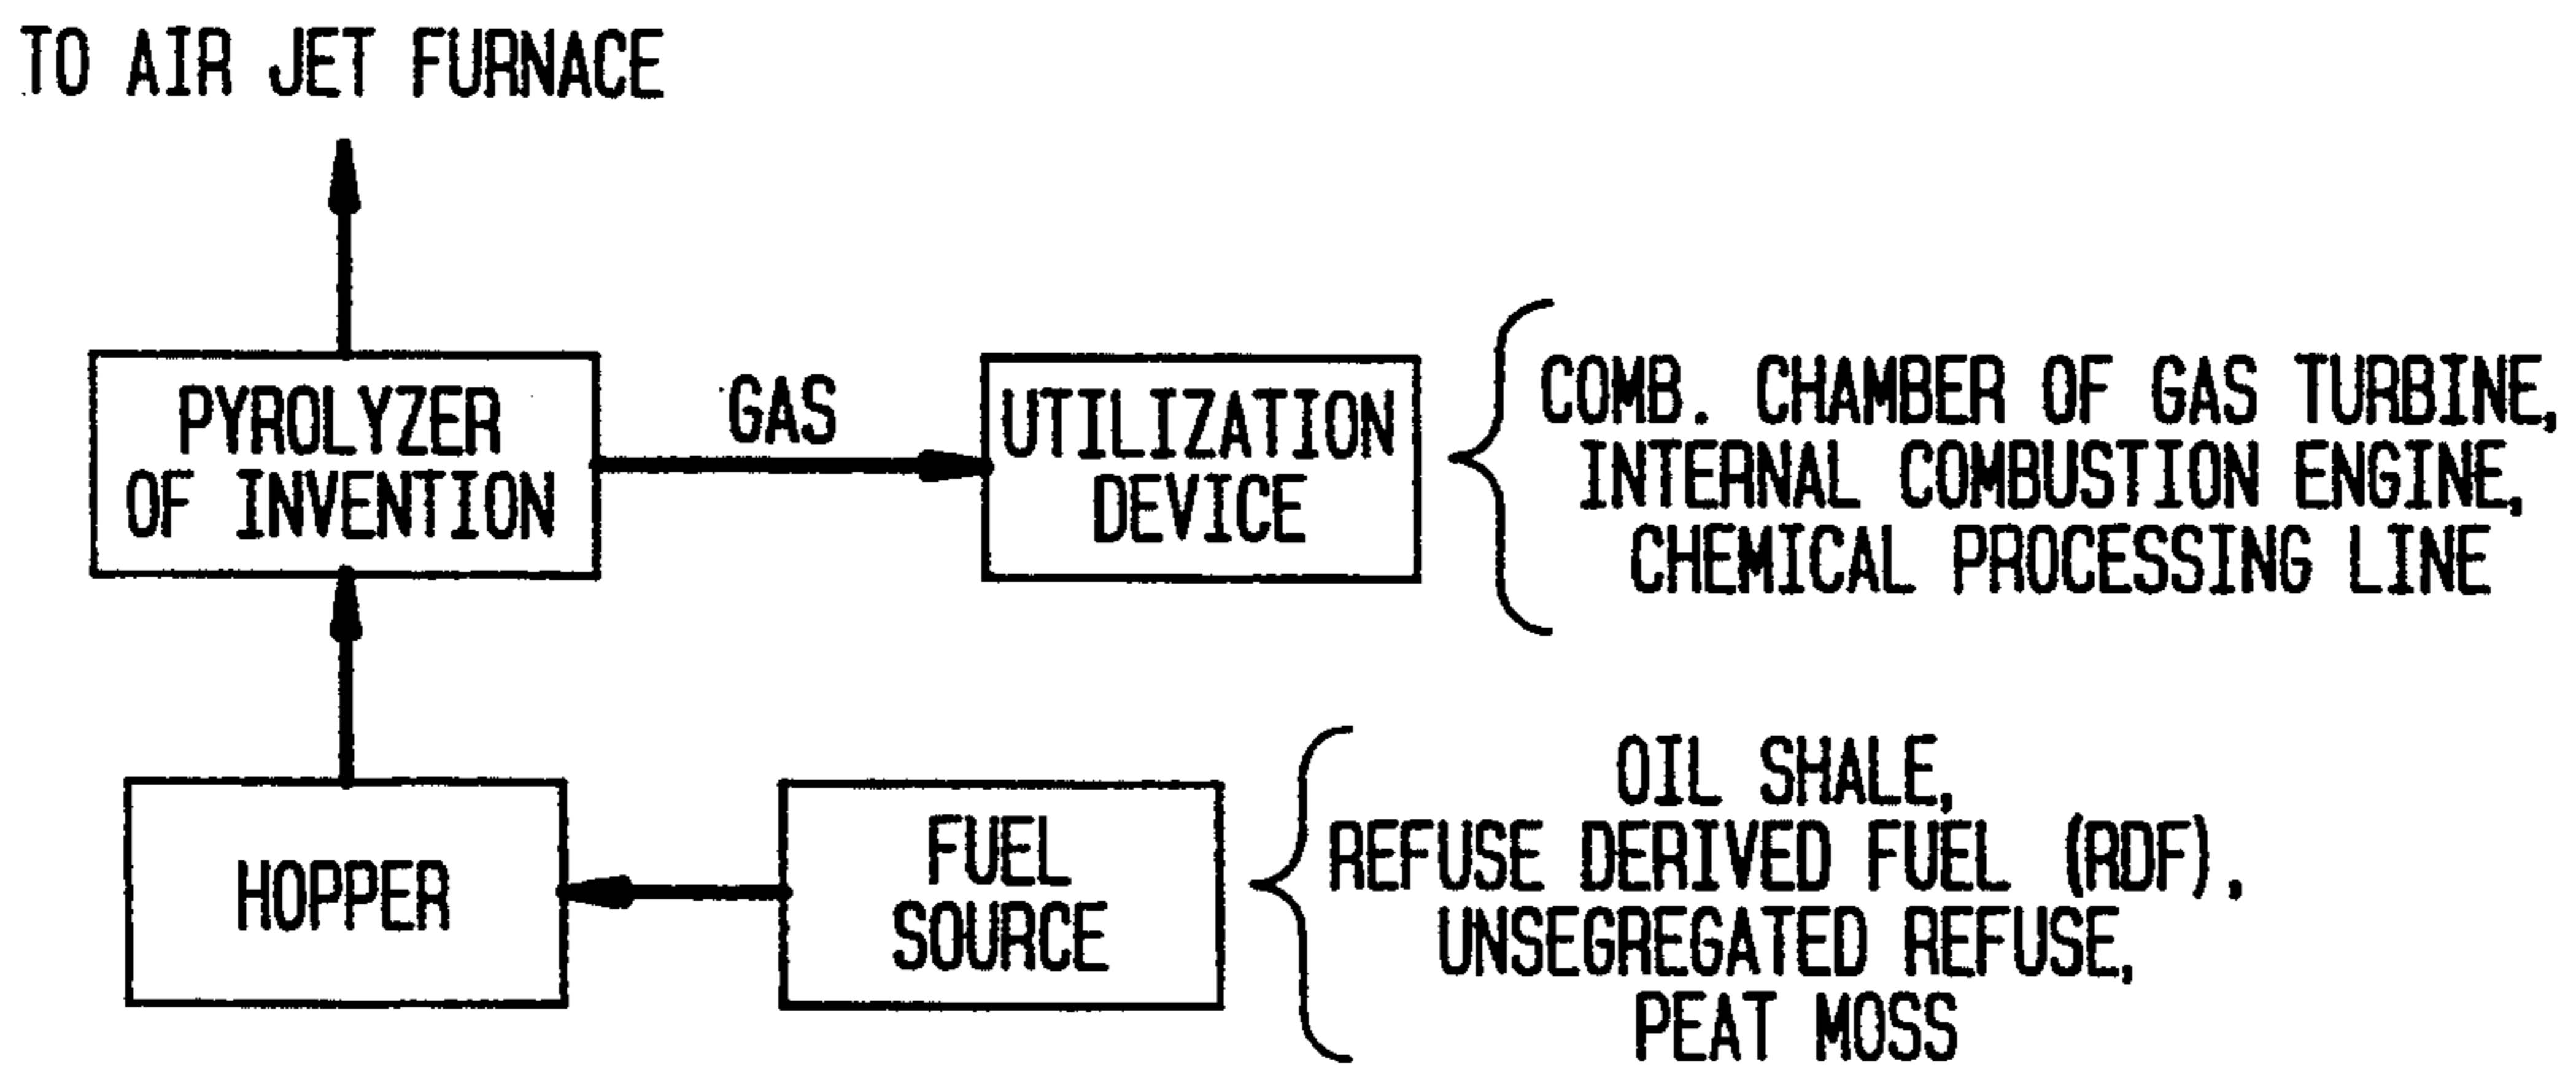 TO AIR JET FURNACE
PYROLYZER
OF INVENTION
GAS
UTILIZATION
DEVICE
COMB. CHAMBER OF GAS TURBINE,
INTERNAL COMBUSTION ENGINE,
CHEMICAL PROCESSING LINE
HOPPER
FUEL
SOURCE
OIL SHALE,
REFUSE DERIVED FUEL (RDF),
UNSEGREGATED REFUSE,
PEAT MOSS